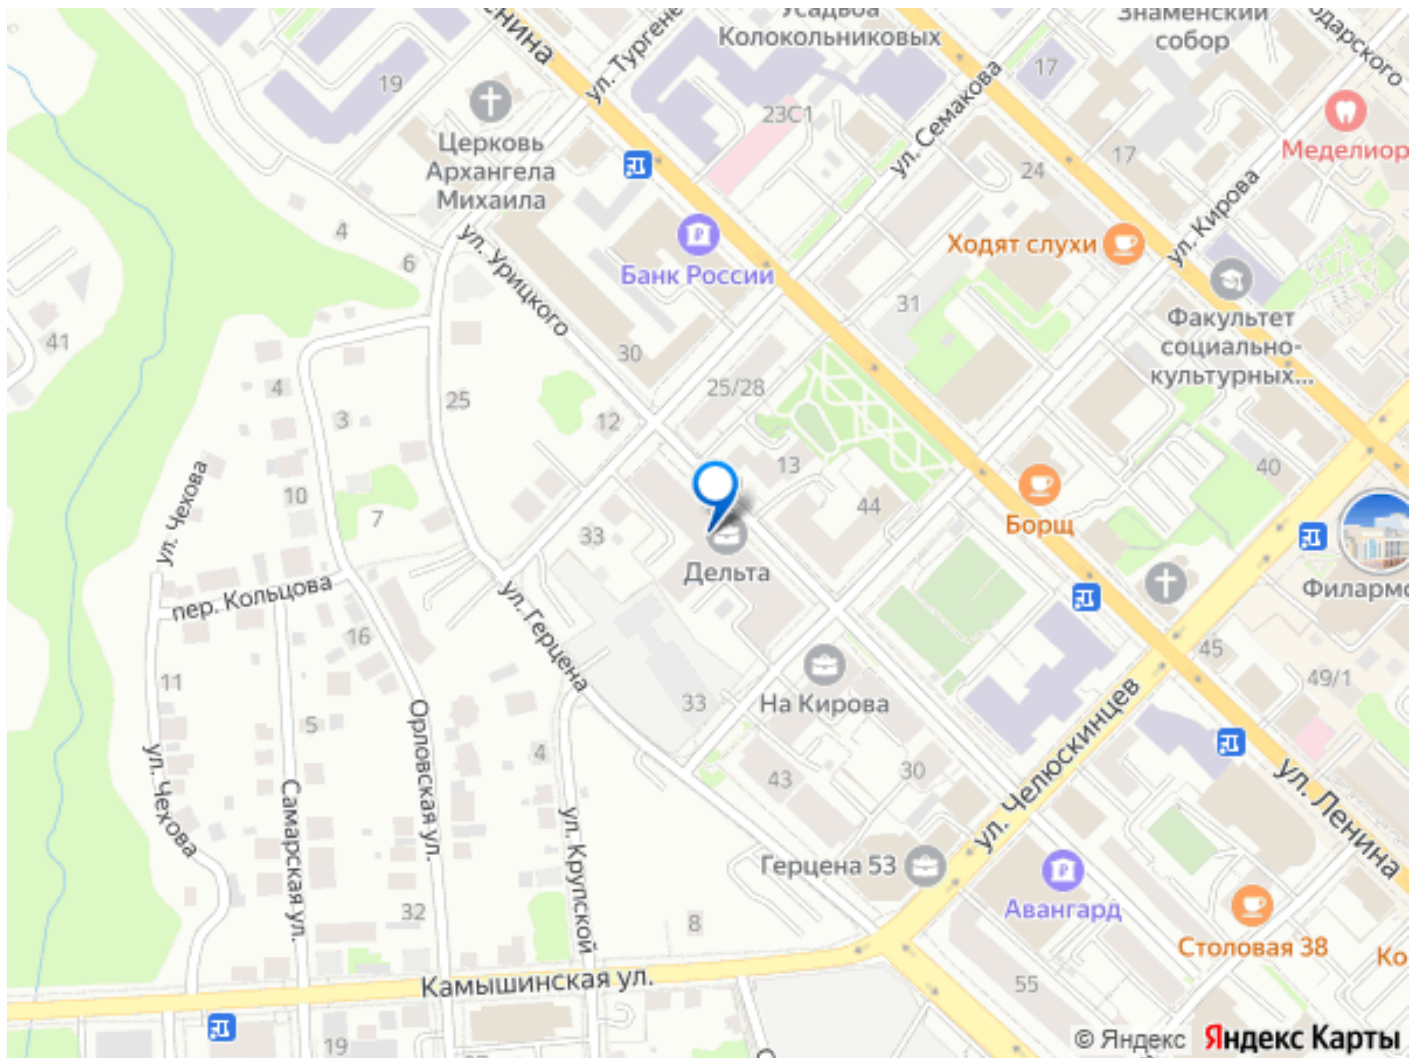 Усадьба
Колокольниковых
Знаменский
собор
ул. Тургене
ул. Семакова
17
19
23С1
Меделиор
Церковь
Архангела
Михаила
24
17
ул. Кирова
4
ул. Урицкого
6
Банк России
Ходят слухи
31
Факультет
социально-
культурных...
41
30
4
25
25/28
3
12
13
40
10
ул. Чехова
7
44
Борщ
33
Дельта
Филармо
пер. Кольцова
ул. Герцена
16
45
11
49/1
33
На Кирова
5
Орловская ул.
4
43
30
ул. Челюскинцев
ул. Ленина
ул. Чехова
Самарская ул.
ул. Крупской
Герцена 53
Авангард
32
8
Столовая 38
Ко
Камышинская ул.
55
19
© Яндекс Яндекс Карты